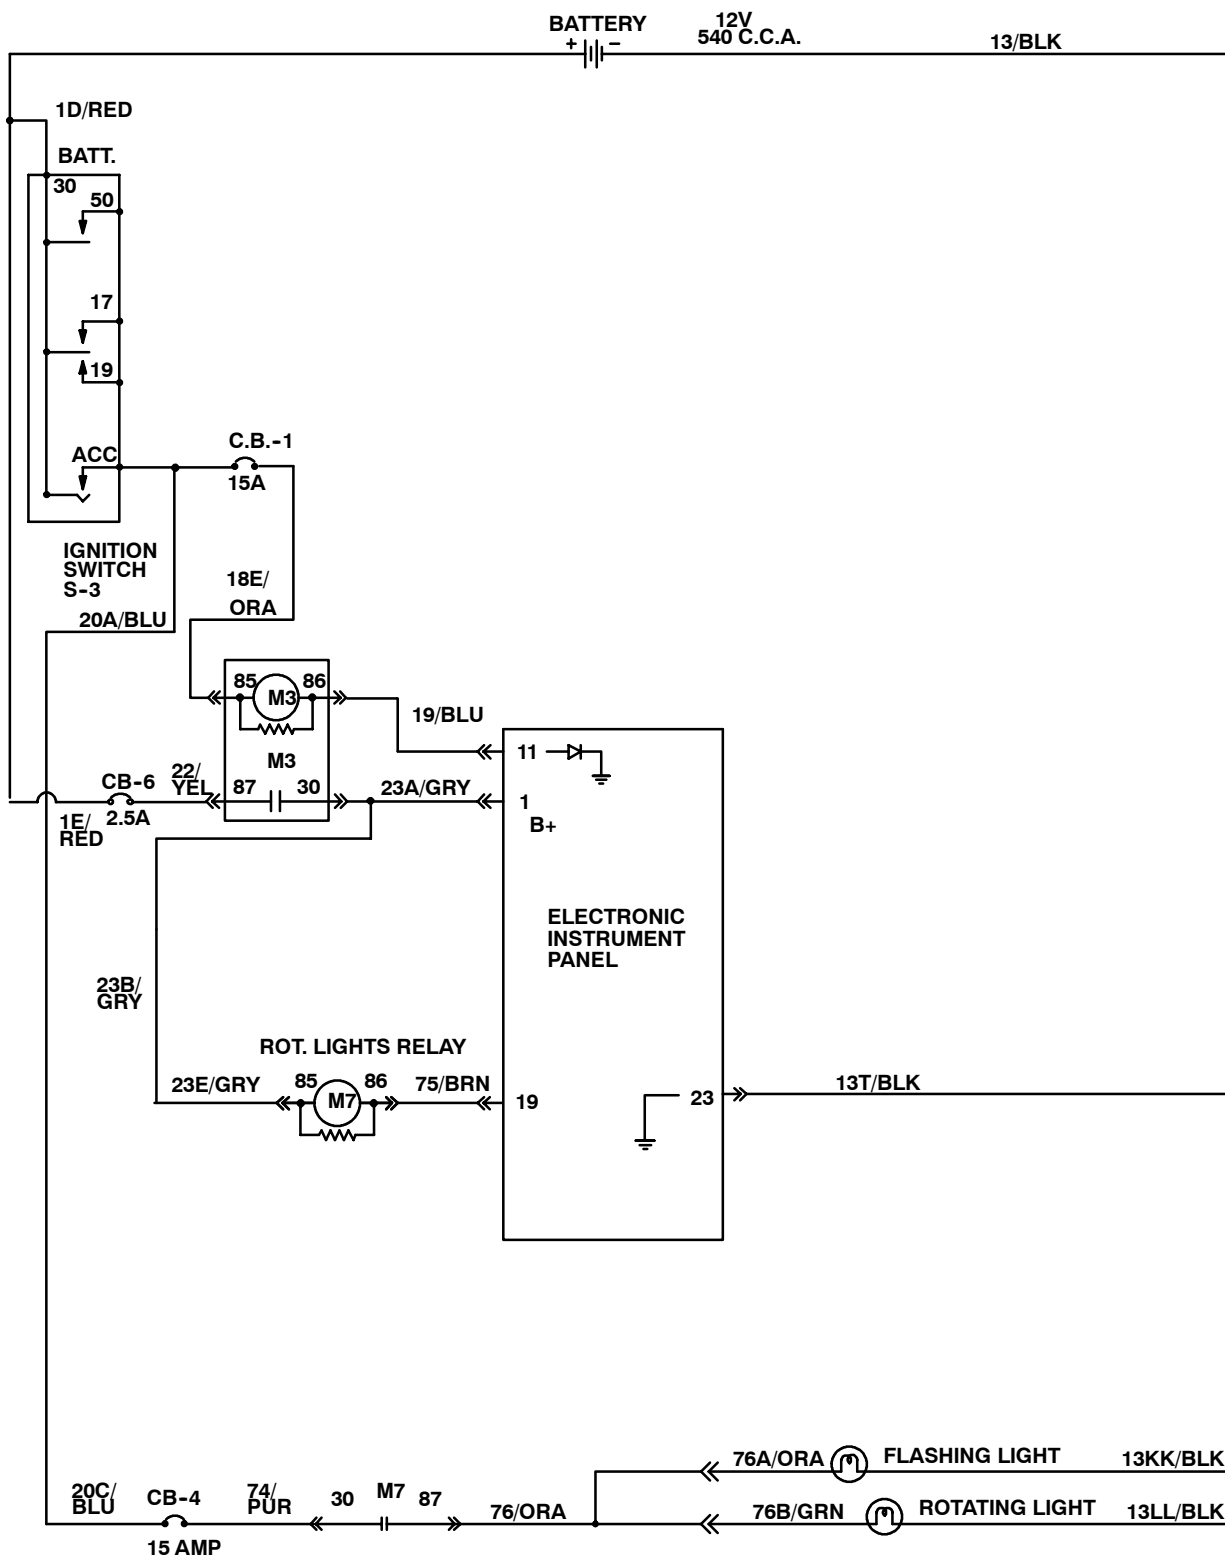 BATTERY
12V
540 C.C.A.
+
-
13/BLK
1D/RED
BATT.
30
50
17
19
ACC
C.B.-1
15A
IGNITION
SWITCH
S-3
18E/
ORA
20A/BLU
85
M3
86
19/BLU
M3
11
CB-6
22/
YEL
87
30
23A/GRY
1
B+
1E/
RED
2.5A
ELECTRONIC
INSTRUMENT
PANEL
23B/
GRY
ROT. LIGHTS RELAY
23E/GRY
85
M7
86
75/BRN
19
23
13T/BLK
76A/ORA
FLASHING LIGHT
13KK/BLK
20C/
BLU
CB-4
74/
PUR
30
M7
87
76/ORA
76B/GRN
ROTATING LIGHT
13LL/BLK
15 AMP